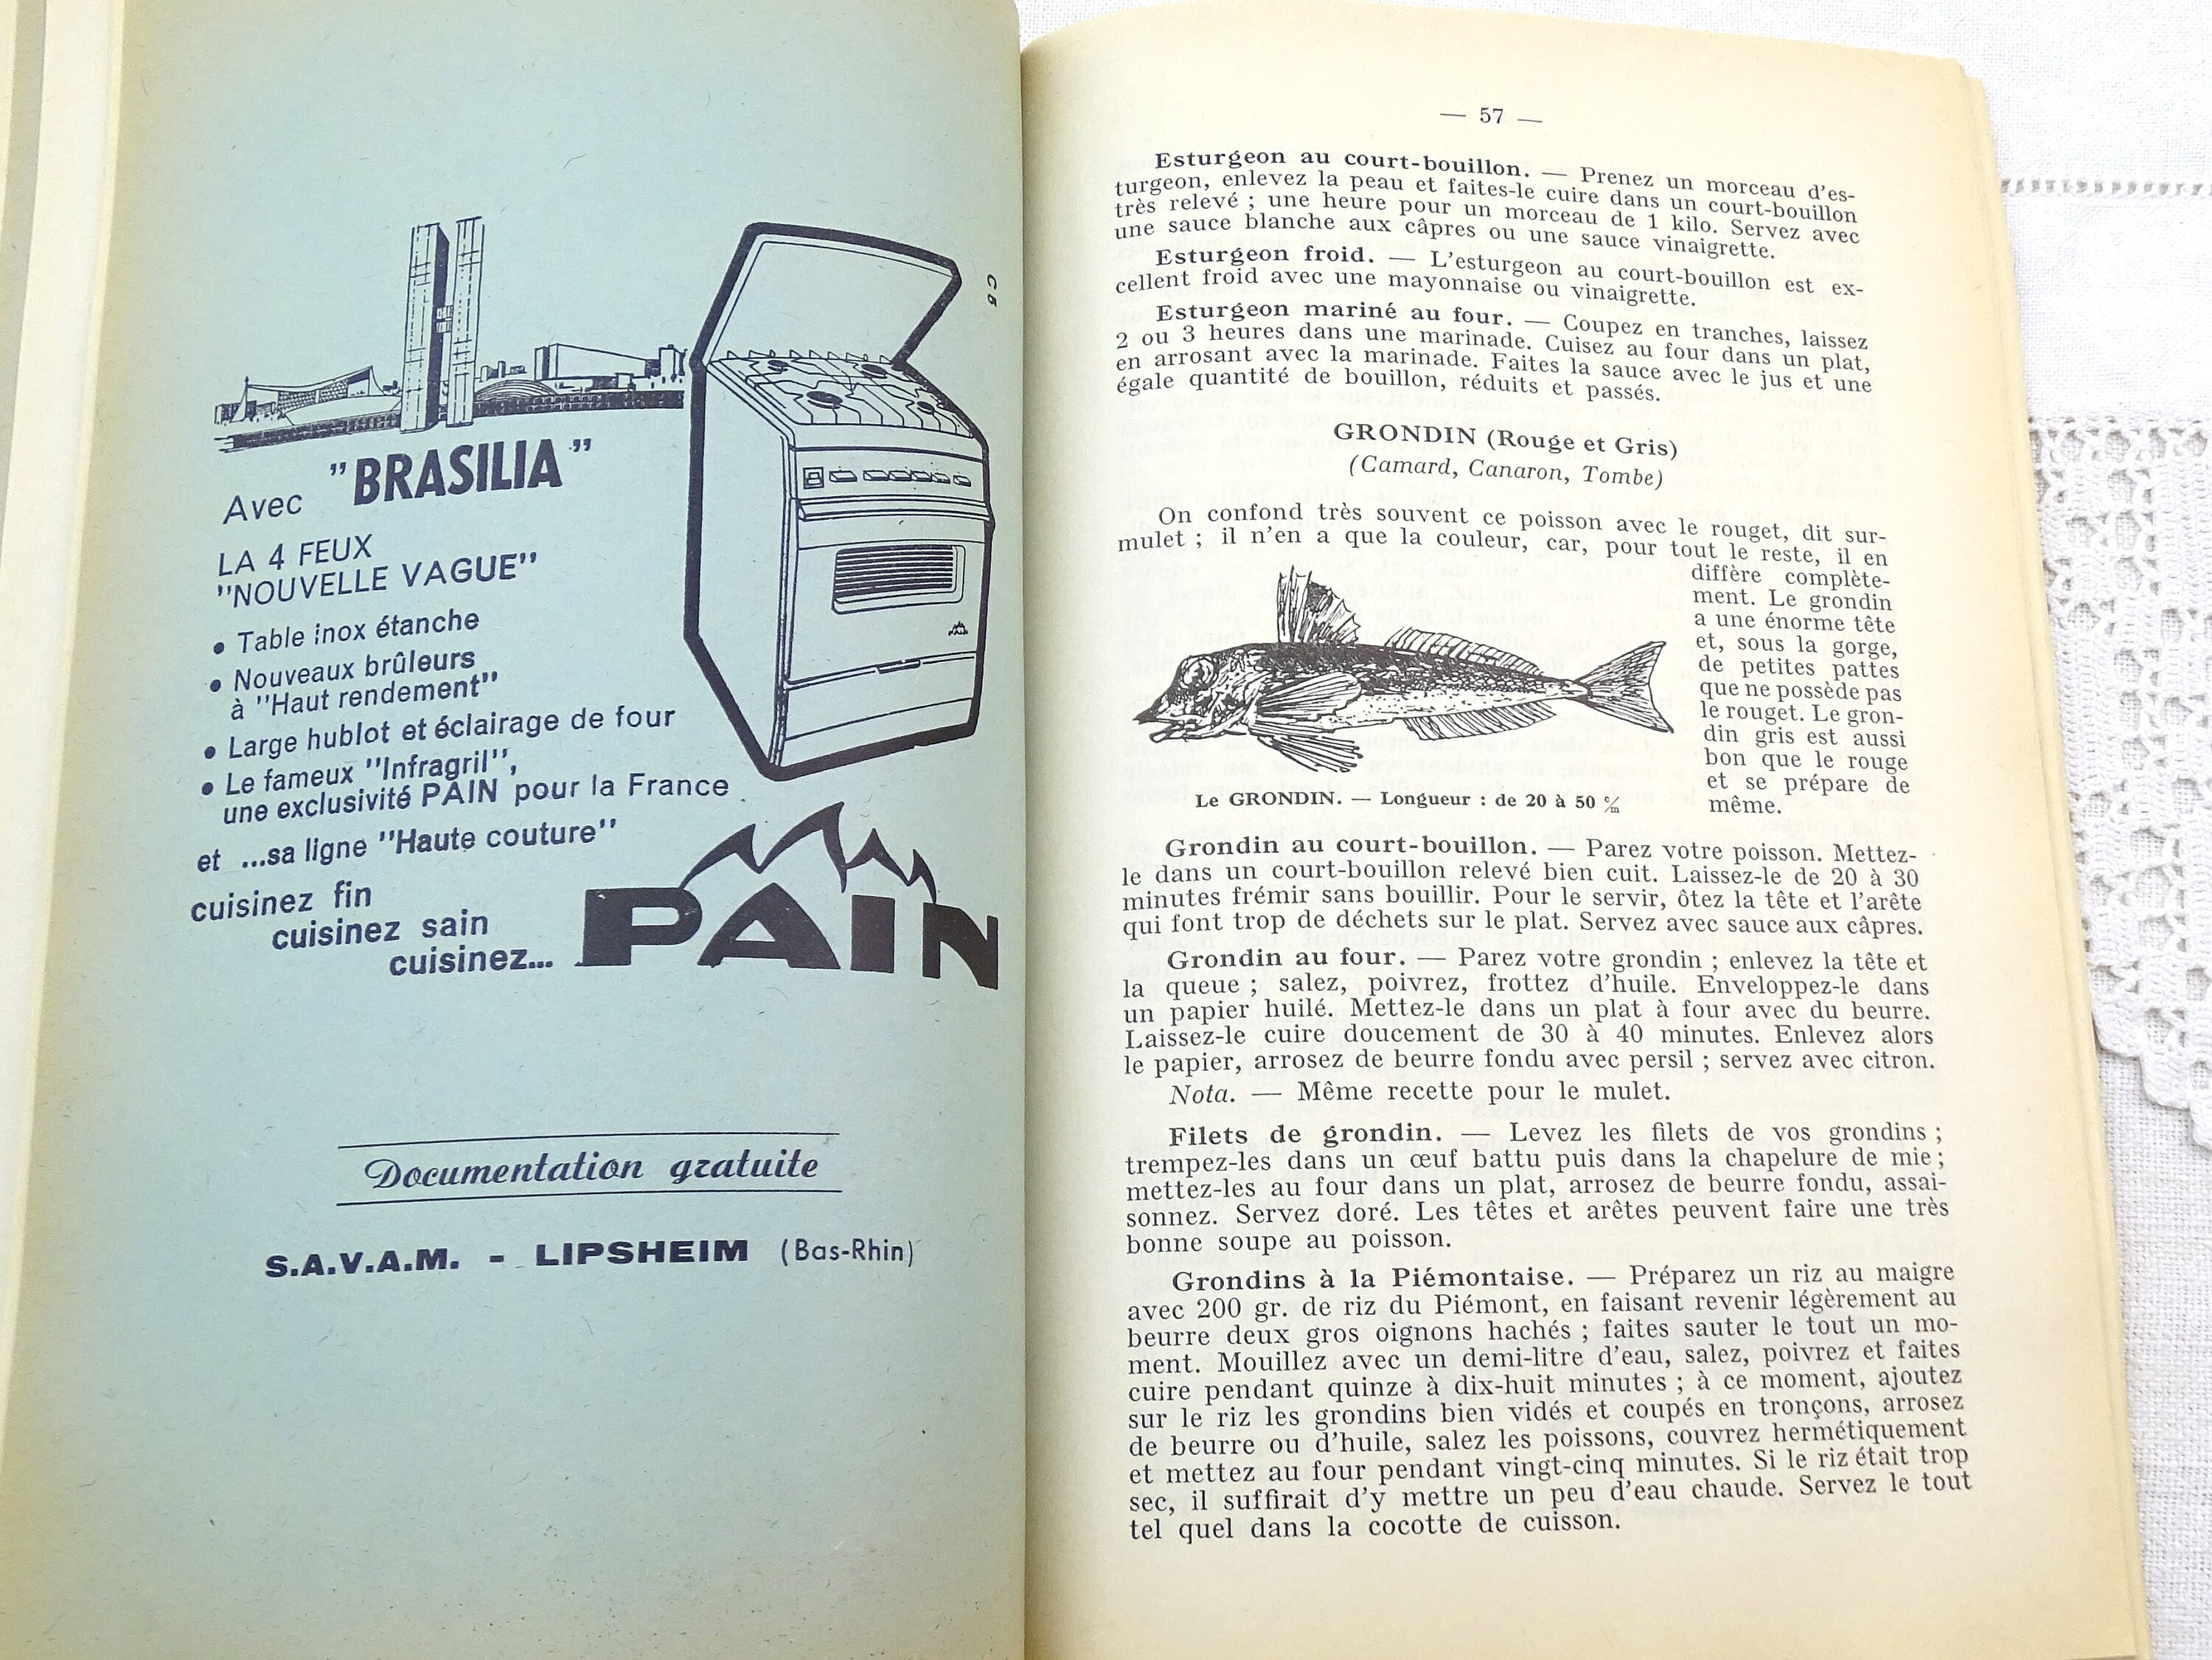 C 5
Avec "BRASILIA"
LA 4 FEUX
"NOUVELLE VAGUE"
• Table inox étanche
• Nouveaux brûleurs
à "Haut rendement"
• Large hublot et éclairage de four
• Le fameux "Infragril",
une exclusivité PAIN pour la France
et ...sa ligne "Haute couture"
cuisinez fin
cuisinez sain
cuisinez...
PAIN
PAIN
Documentation gratuite
S.A.V.A.M. - LIPSHEIM (Bas-Rhin)
— 57 —
Esturgeon au court-bouillon. — Prenez un morceau d'es-
turgeon, enlevez la peau et faites-le cuire dans un court-bouillon
très relevé ; une heure pour un morceau de 1 kilo. Servez avec
une sauce blanche aux câpres ou une sauce vinaigrette.
Esturgeon froid. — L'esturgeon au court-bouillon est ex-
cellent froid avec une mayonnaise ou vinaigrette.
Esturgeon mariné au four. — Coupez en tranches, laissez
2 ou 3 heures dans une marinade. Cuisez au four dans un plat,
en arrosant avec la marinade. Faites la sauce avec le jus et une
égale quantité de bouillon, réduits et passés.
GRONDIN (Rouge et Gris)
(Camard, Canaron, Tombe)
On confond très souvent ce poisson avec le rouget, dit sur-
mulet ; il n'en a que la couleur, car, pour tout le reste, il en
diffère complète-
ment. Le grondin
a une énorme tête
et, sous la gorge,
de petites pattes
que ne possède pas
le rouget. Le gron-
din gris est aussi
bon que le rouge
et se prépare de
même.
Le GRONDIN. — Longueur : de 20 à 50 c/m
Grondin au court-bouillon. — Parez votre poisson. Mettez-
le dans un court-bouillon relevé bien cuit. Laissez-le de 20 à 30
minutes frémir sans bouillir. Pour le servir, ôtez la tête et l'arête
qui font trop de déchets sur le plat. Servez avec sauce aux câpres.
Grondin au four. — Parez votre grondin ; enlevez la tête et
la queue ; salez, poivrez, frottez d'huile. Enveloppez-le dans
un papier huilé. Mettez-le dans un plat à four avec du beurre.
Laissez-le cuire doucement de 30 à 40 minutes. Enlevez alors
le papier, arrosez de beurre fondu avec persil ; servez avec citron.
Nota. — Même recette pour le mulet.
Filets de grondin. — Levez les filets de vos grondins ;
trempez-les dans un œuf battu puis dans la chapelure de mie ;
mettez-les au four dans un plat, arrosez de beurre fondu, assai-
sonnez. Servez doré. Les têtes et arêtes peuvent faire une très
bonne soupe au poisson.
Grondins à la Piémontaise. — Préparez un riz au maigre
avec 200 gr. de riz du Piémont, en faisant revenir légèrement au
beurre deux gros oignons hachés ; faites sauter le tout un mo-
ment. Mouillez avec un demi-litre d'eau, salez, poivrez et faites
cuire pendant quinze à dix-huit minutes ; à ce moment, ajoutez
sur le riz les grondins bien vidés et coupés en tronçons, arrosez
de beurre ou d'huile, salez les poissons, couvrez hermétiquement
et mettez au four pendant vingt-cinq minutes. Si le riz était trop
sec, il suffirait d'y mettre un peu d'eau chaude. Servez le tout
tel quel dans la cocotte de cuisson.